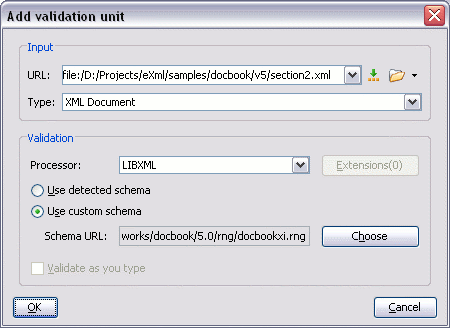 Add validation unit
Input
URL: file:/D:/Projects/eXml/samples/docbook/v5/section2.xml
Type: XML Document
Validation
Processor: LIBXML Extensions(0)
Use detected schema
Use custom schema
Schema URL: works/docbook/5.0/rng/docbookxi.rng Choose
Validate as you type
OK Cancel